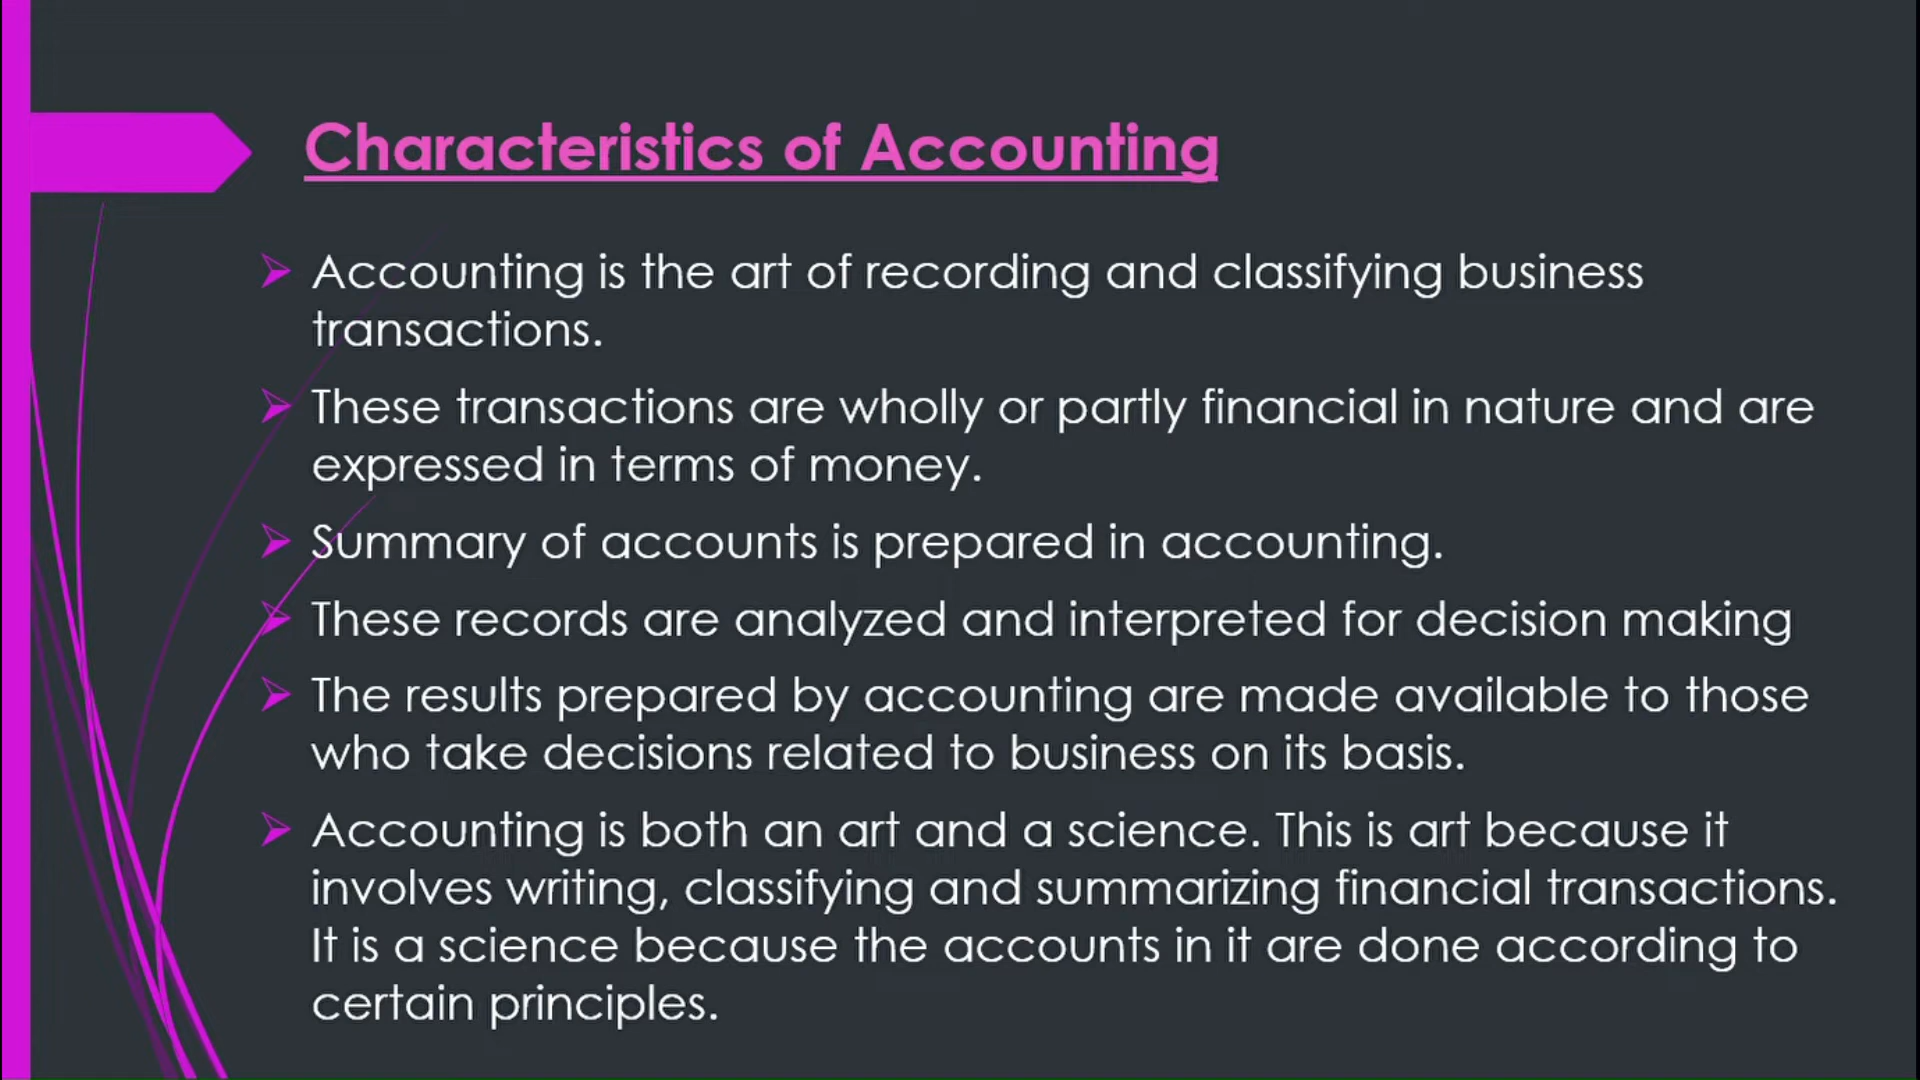 Characteristics of Accounting
➢ Accounting is the art of recording and classifying business
transactions.
➢ These transactions are wholly or partly financial in nature and are
expressed in terms of money.
➢ Summary of accounts is prepared in accounting.
➢ These records are analyzed and interpreted for decision making
➢ The results prepared by accounting are made available to those
who take decisions related to business on its basis.
➢ Accounting is both an art and a science. This is art because it
involves writing, classifying and summarizing financial transactions.
It is a science because the accounts in it are done according to
certain principles.